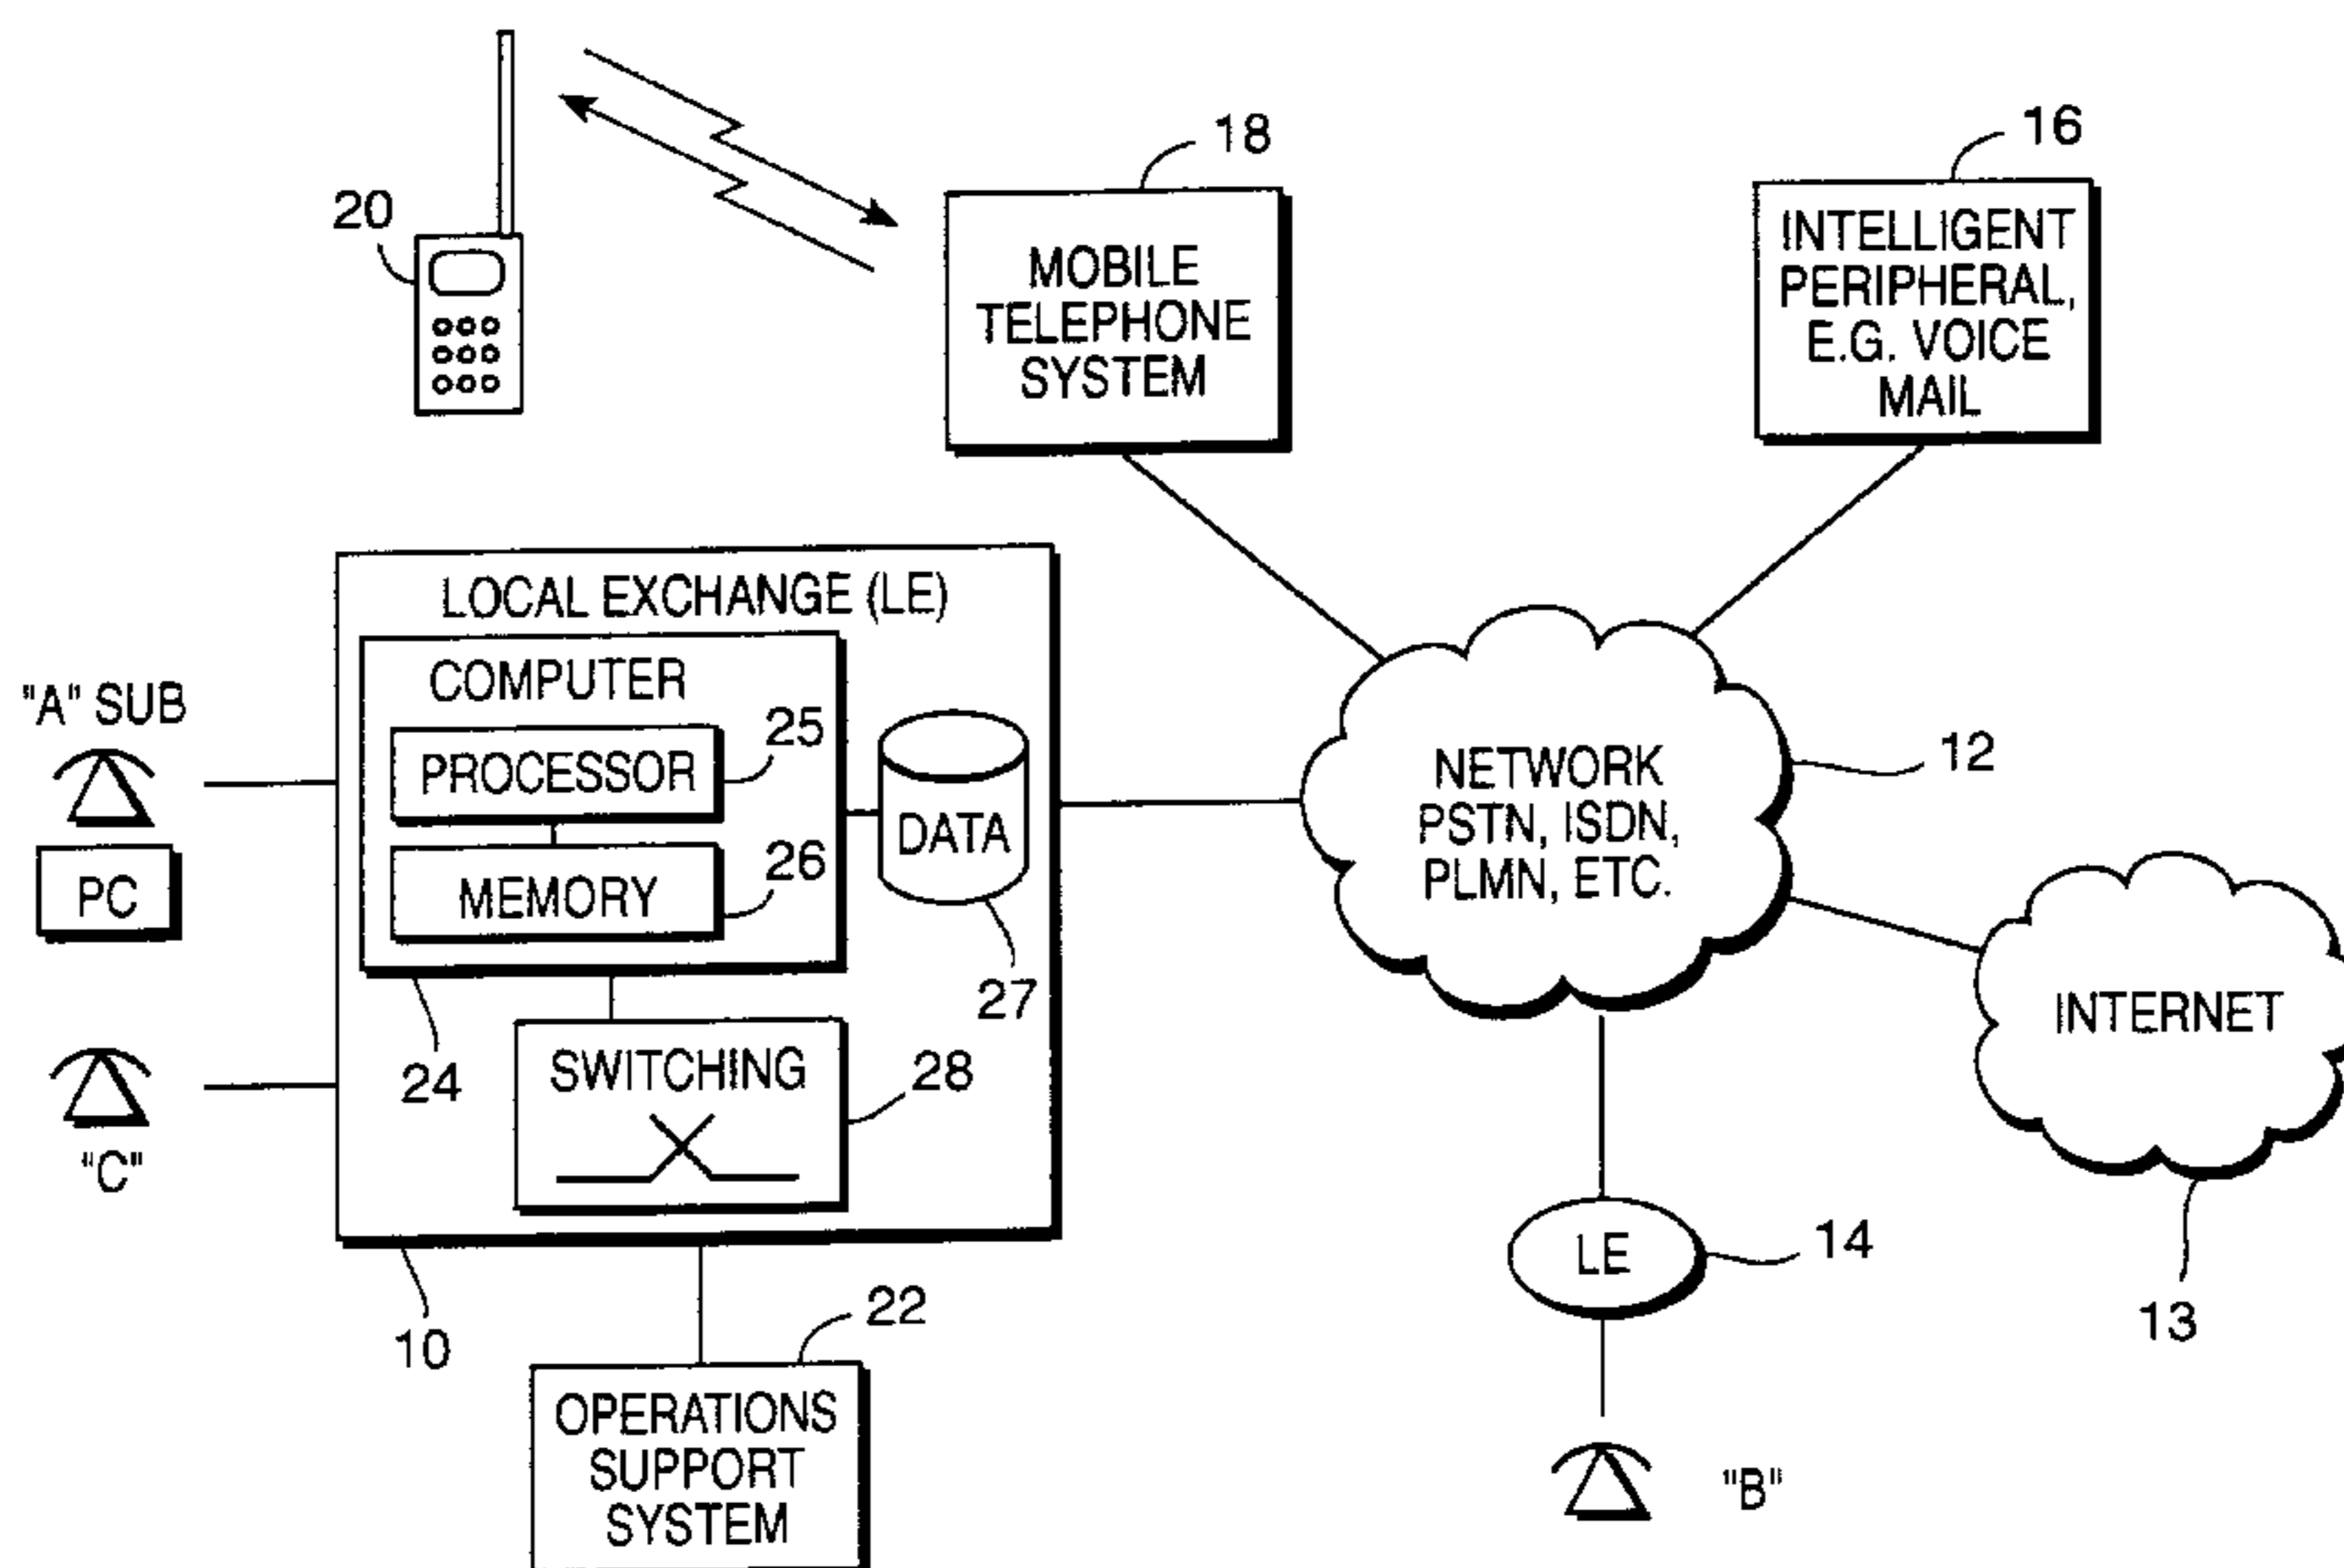 18
16
20
MOBILE
TELEPHONE
SYSTEM
INTELLIGENT
PERIPHERAL,
E.G. VOICE
MAIL
LOCAL EXCHANGE (LE)
COMPUTER
PROCESSOR
25
MEMORY
26
DATA
27
24
SWITCHING
28
10
"A" SUB
PC
"C"
22
OPERATIONS
SUPPORT
SYSTEM
NETWORK
PSTN, ISDN,
PLMN, ETC.
12
INTERNET
13
LE
14
"B"